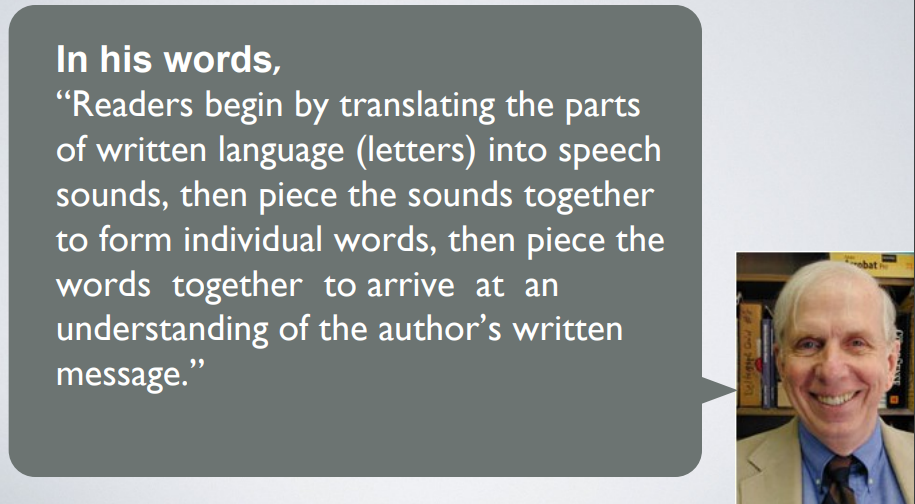 In his words,
“Readers begin by translating the parts
of written language (letters) into speech
sounds, then piece the sounds together
to form individual words, then piece the
words together to arrive at an
understanding of the author’s written
message.”